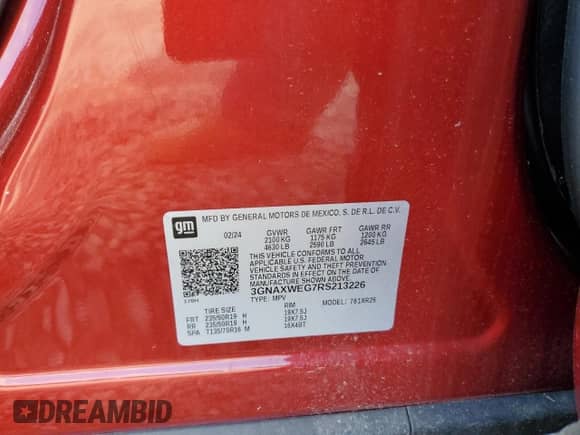 gm
MFD BY GENERAL MOTORS DE MEXICO, S. DE R.L. DE C.V.
02/24 GVWR GAWR FRT GAWR RR
2100 KG 1175 KG 1200 KG
4630 LB 2590 LB 2645 LB
THIS VEHICLE CONFORMS TO ALL
APPLICABLE U.S. FEDERAL MOTOR
VEHICLE SAFETY AND THEFT
PREVENTION STANDARDS IN EFFECT
ON THE DATE OF MANUFACTURE
SHOWN ABOVE.
3GNAXWEG7RS213226
TYPE: MPV MODEL: 781XR26
TIRE SIZE RIM
FRT 235/50R19 H 19X7.5J
RR 235/50R19 H 19X7.5J
SPA T135/70R16 M 16X4BT
DREAMBID